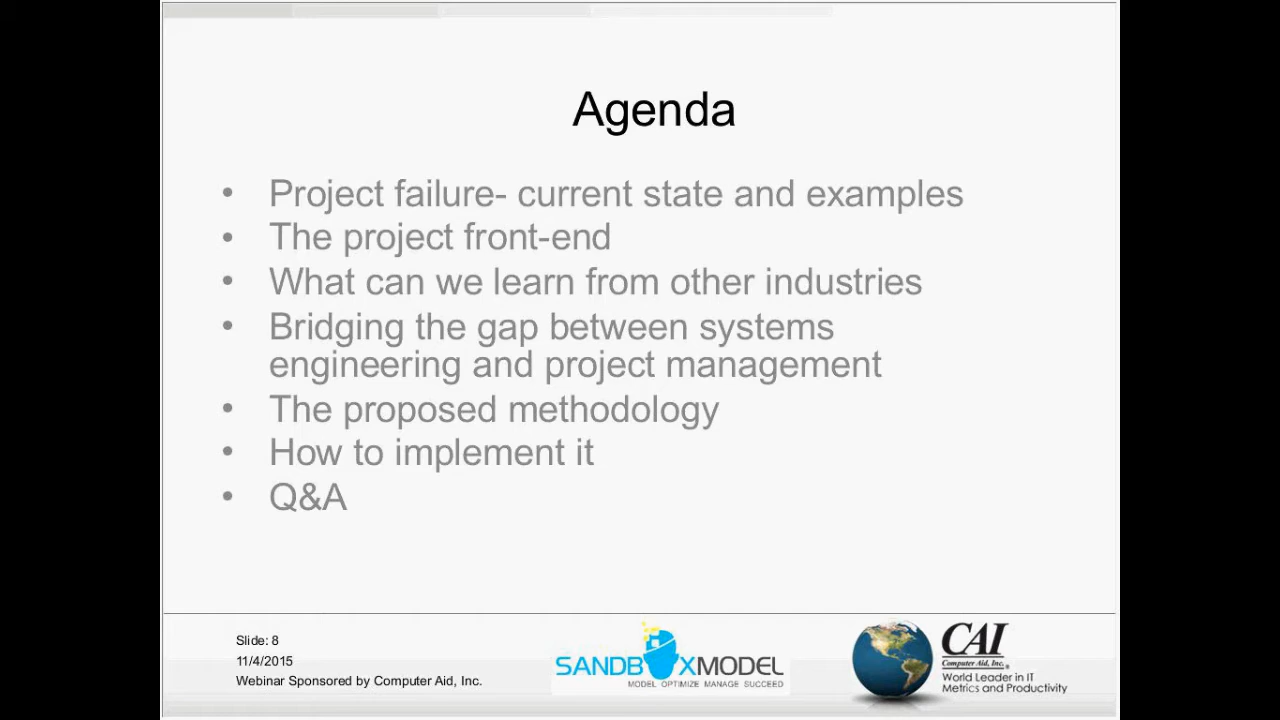 Agenda
• Project failure- current state and examples
• The project front-end
• What can we learn from other industries
• Bridging the gap between systems
engineering and project management
• The proposed methodology
• How to implement it
• Q&A
Slide: 8
11/4/2015
Webinar Sponsored by Computer Aid, Inc.
SANDBOXMODEL
MODEL OPTIMIZE MANAGE SUCCEED
CAI
Computer Aid, Inc.
World Leader in IT
Metrics and Productivity